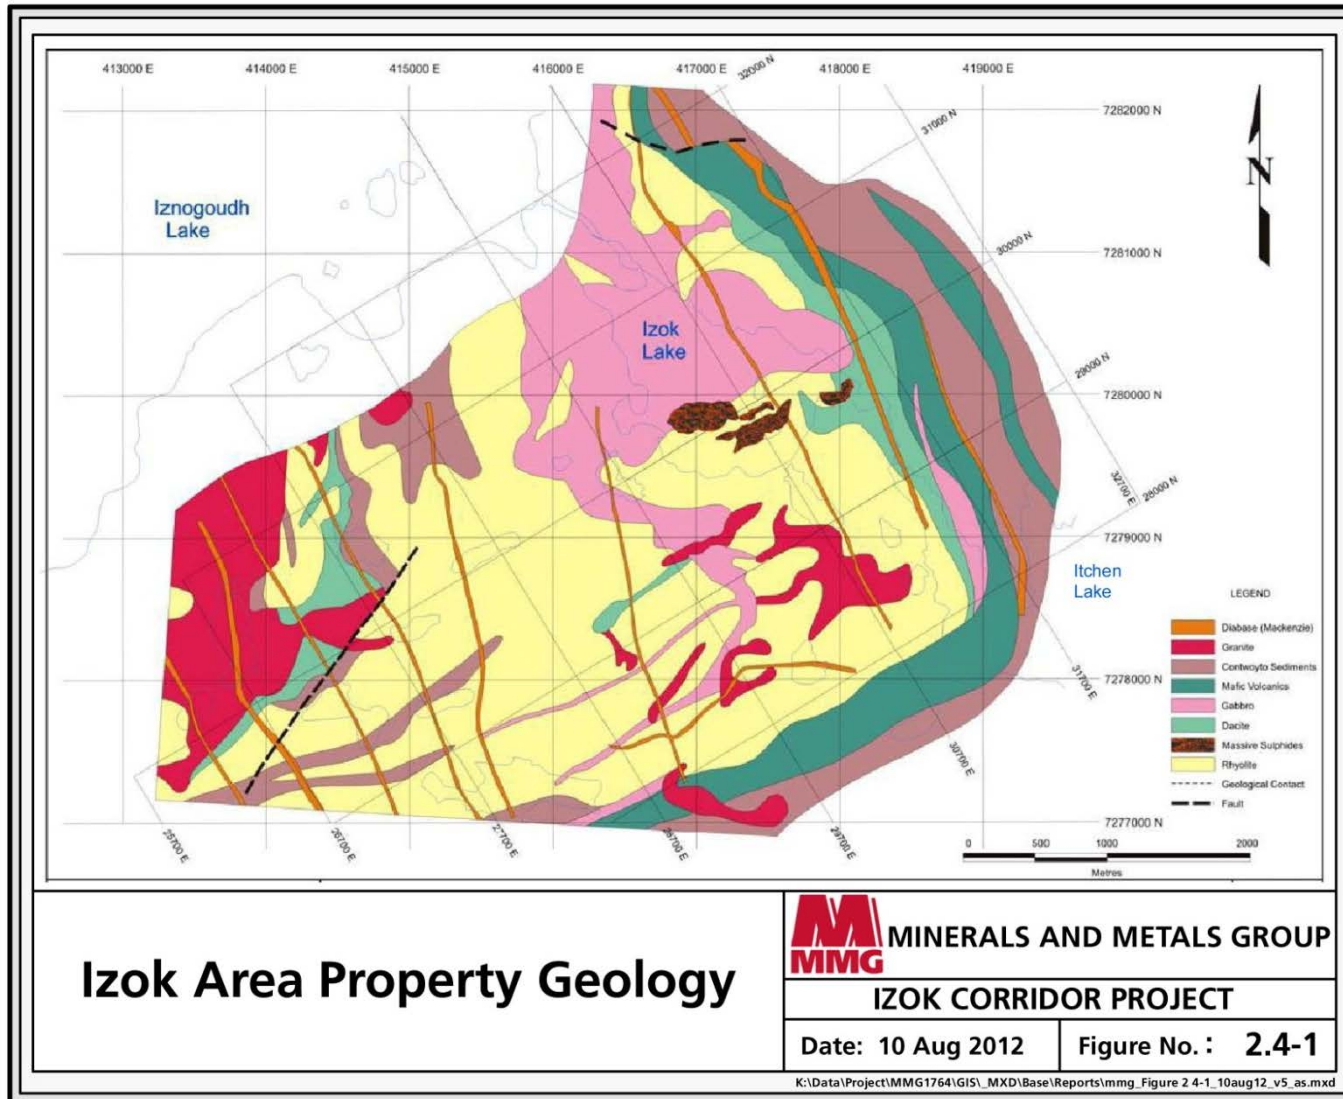 413000 E
414000 E
415000 E
416000 E
417000 E
32000 N
418000 E
419000 E
7282000 N
31000 N
N
Iznogoudh
Lake
30000 N
7281000 N
Izok
Lake
29000 N
7280000 N
32700 E
28000 N
7279000 N
Itchen
Lake
LEGEND
Diabase (Mackenzie)
Granite
Contwoyto Sediments
Mafic Volcanics
Gabbro
Dacite
Massive Sulphides
Rhyolite
Geological Contact
Fault
31700 E
7278000 N
30700 E
7277000 N
25700 E
26700 E
27700 E
28700 E
29700 E
0 500 1000 2000
Metres
Izok Area Property Geology
MMG
MINERALS AND METALS GROUP
IZOK CORRIDOR PROJECT
Date: 10 Aug 2012
Figure No. : 2.4-1
K:\Data\Project\MMG1764\GIS\_MXD\Base\Reports\mmg_Figure 2 4-1_10aug12_v5_as.mxd